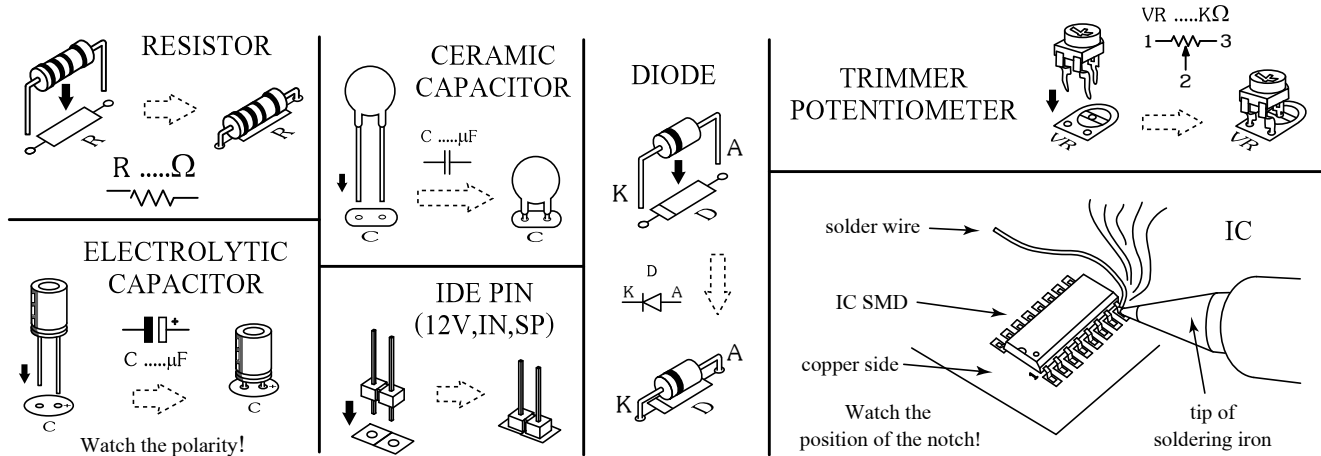 RESISTOR
R
R
R .....Ω
ELECTROLYTIC
CAPACITOR
+
C .....µF
+
C
+
C
Watch the polarity!
CERAMIC
CAPACITOR
C .....µF
C
C
IDE PIN
(12V,IN,SP)
DIODE
A
K
D
D
K A
A
K
D
TRIMMER
POTENTIOMETER
VR .....KΩ
1 3
2
VR
VR
IC
solder wire
IC SMD
copper side
1
Watch the
position of the notch!
tip of
soldering iron